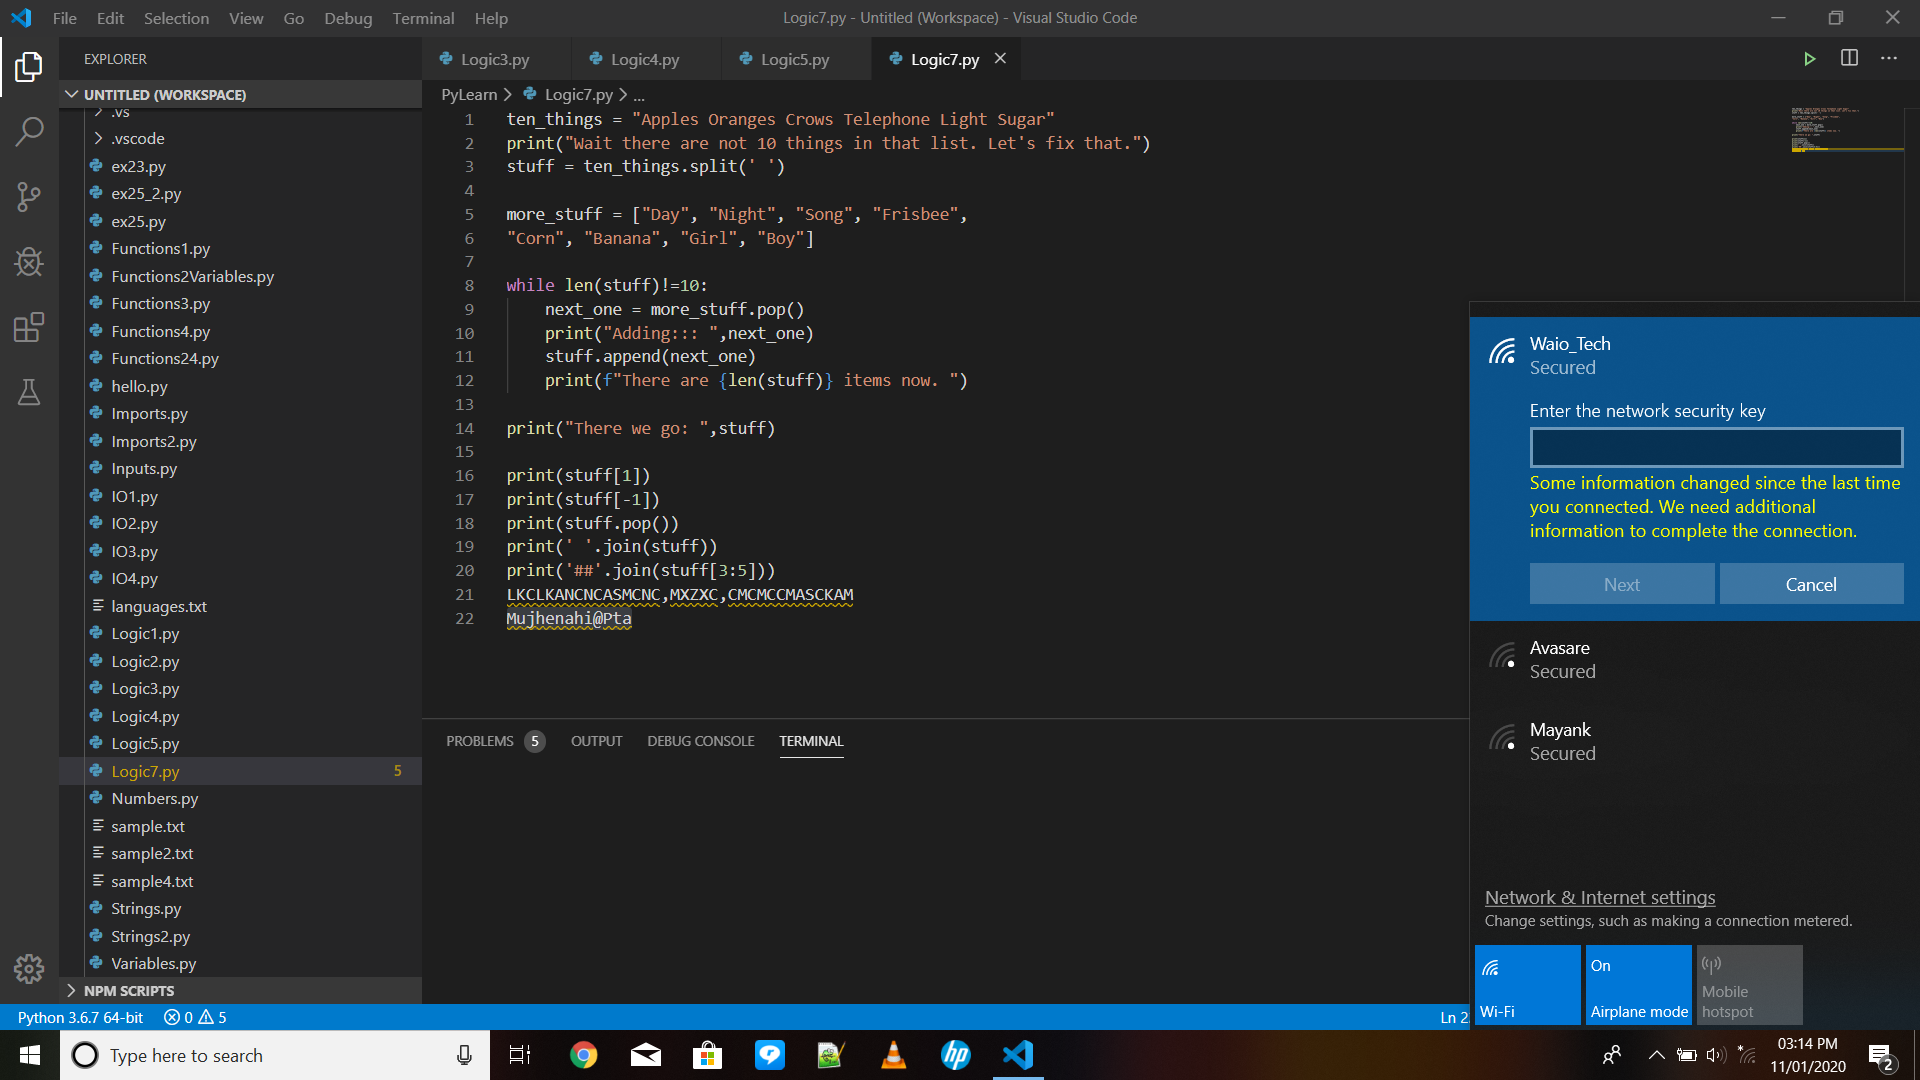 File Edit Selection View Go Debug Terminal Help
Logic7.py - Untitled (Workspace) - Visual Studio Code
EXPLORER
UNTITLED (WORKSPACE)
.vs
.vscode
ex23.py
ex25_2.py
ex25.py
Functions1.py
Functions2Variables.py
Functions3.py
Functions4.py
Functions24.py
hello.py
Imports.py
Imports2.py
Inputs.py
IO1.py
IO2.py
IO3.py
IO4.py
languages.txt
Logic1.py
Logic2.py
Logic3.py
Logic4.py
Logic5.py
Logic7.py 5
Numbers.py
sample.txt
sample2.txt
sample4.txt
Strings.py
Strings2.py
Variables.py
NPM SCRIPTS
Logic3.py Logic4.py Logic5.py Logic7.py
PyLearn > Logic7.py > ...
1 ten_things = "Apples Oranges Crows Telephone Light Sugar"
2 print("Wait there are not 10 things in that list. Let's fix that.")
3 stuff = ten_things.split(' ')
4
5 more_stuff = ["Day", "Night", "Song", "Frisbee",
6 "Corn", "Banana", "Girl", "Boy"]
7
8 while len(stuff)!=10:
9     next_one = more_stuff.pop()
10     print("Adding::: ",next_one)
11     stuff.append(next_one)
12     print(f"There are {len(stuff)} items now. ")
13
14 print("There we go: ",stuff)
15
16 print(stuff[1])
17 print(stuff[-1])
18 print(stuff.pop())
19 print(' '.join(stuff))
20 print('##'.join(stuff[3:5]))
21 LKCLKANCNCASMCNC,MXZXC,CMCMCCMASCKAM
22 Mujhenahi@Pta
PROBLEMS 5 OUTPUT DEBUG CONSOLE TERMINAL
Waio_Tech
Secured
Enter the network security key
Some information changed since the last time
you connected. We need additional
information to complete the connection.
Next Cancel
Avasare
Secured
Mayank
Secured
Network & Internet settings
Change settings, such as making a connection metered.
Wi-Fi
On
Airplane mode
Mobile
hotspot
Python 3.6.7 64-bit 0 5 Ln 2
Type here to search
03:14 PM
11/01/2020
2